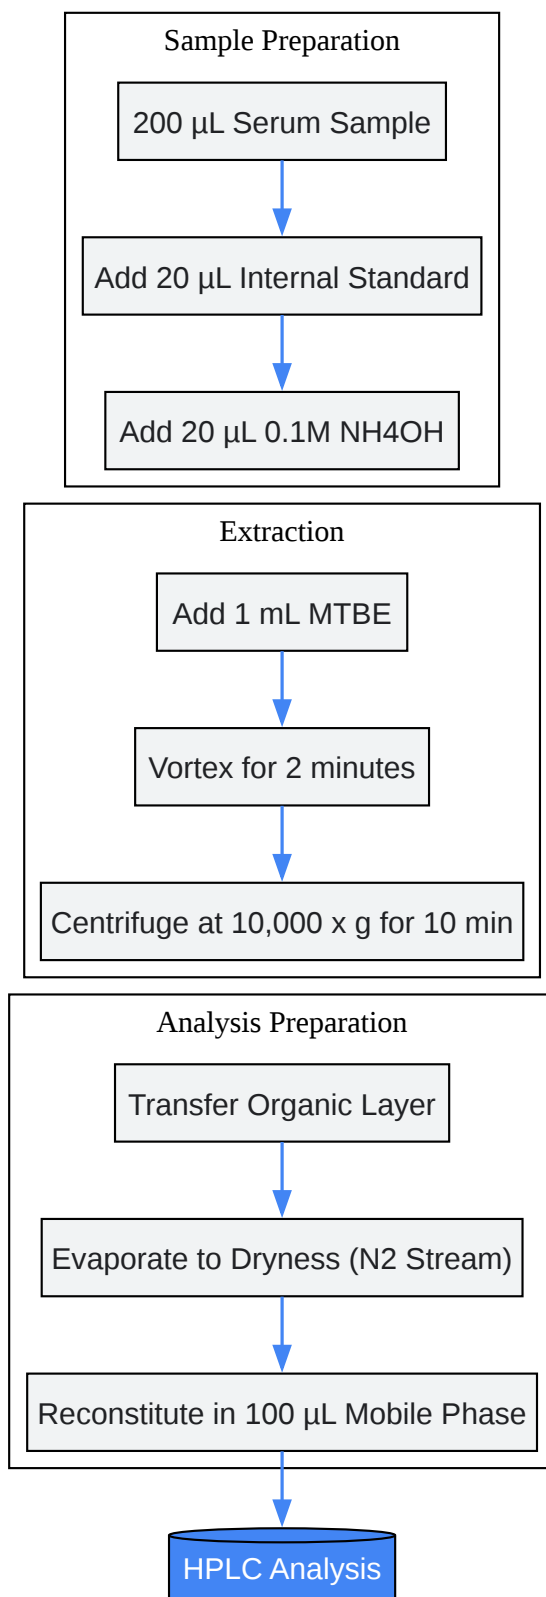 Sample Preparation
200 µL Serum Sample
Add 20 µL Internal Standard
Add 20 µL 0.1M NH4OH
Extraction
Add 1 mL MTBE
Vortex for 2 minutes
Centrifuge at 10,000 x g for 10 min
Analysis Preparation
Transfer Organic Layer
Evaporate to Dryness (N2 Stream)
Reconstitute in 100 µL Mobile Phase
HPLC Analysis